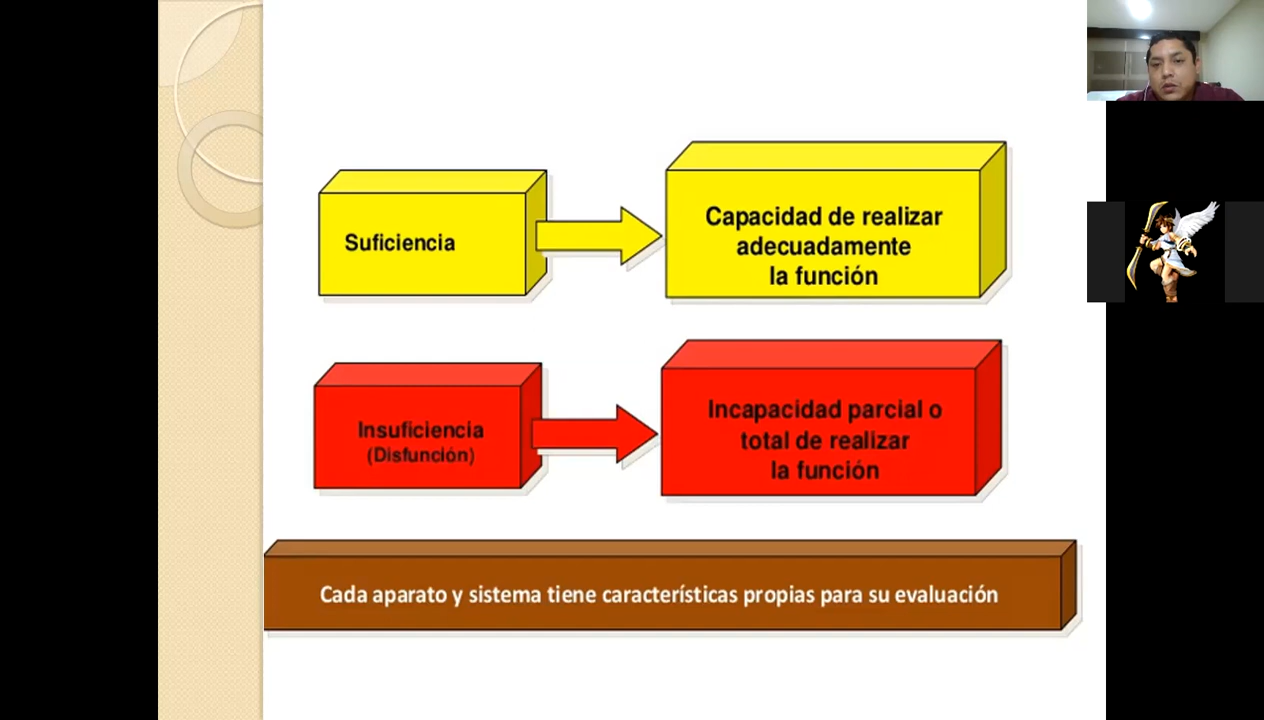 Suficiencia
Capacidad de realizar
adecuadamente
la función
Insuficiencia
(Disfunción)
Incapacidad parcial o
total de realizar
la función
Cada aparato y sistema tiene características propias para su evaluación